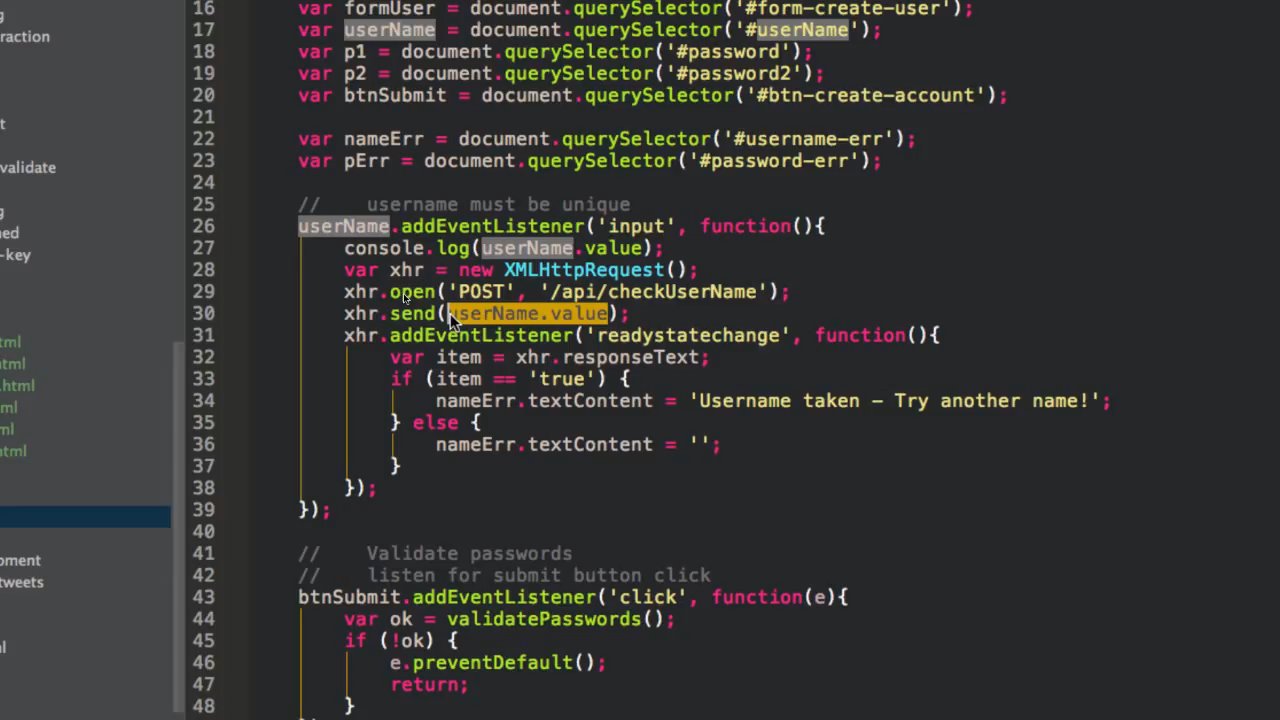 16 var formUser = document.querySelector('#form-create-user');
raction
17 var userName = document.querySelector('#userName');
18 var p1 = document.querySelector('#password');
19 var p2 = document.querySelector('#password2');
20 var btnSubmit = document.querySelector('#btn-create-account');
21
t
22 var nameErr = document.querySelector('#username-err');
validate
23 var pErr = document.querySelector('#password-err');
24
25 // username must be unique
g
26 userName.addEventListener('input', function(){
ned
27 console.log(userName.value);
-key
28 var xhr = new XMLHttpRequest();
29 xhr.open('POST', '/api/checkUserName');
30 xhr.send(userName.value);
tml
31 xhr.addEventListener('readystatechange', function(){
html
32 var item = xhr.responseText;
.html
33 if (item == 'true') {
ml
34 nameErr.textContent = 'Username taken – Try another name!';
ml
35 } else {
html
36 nameErr.textContent = '';
37 }
38 });
39 });
40
41 // Validate passwords
pment
42 // listen for submit button click
tweets
43 btnSubmit.addEventListener('click', function(e){
44 var ok = validatePasswords();
l
45 if (!ok) {
46 e.preventDefault();
47 return;
48 }